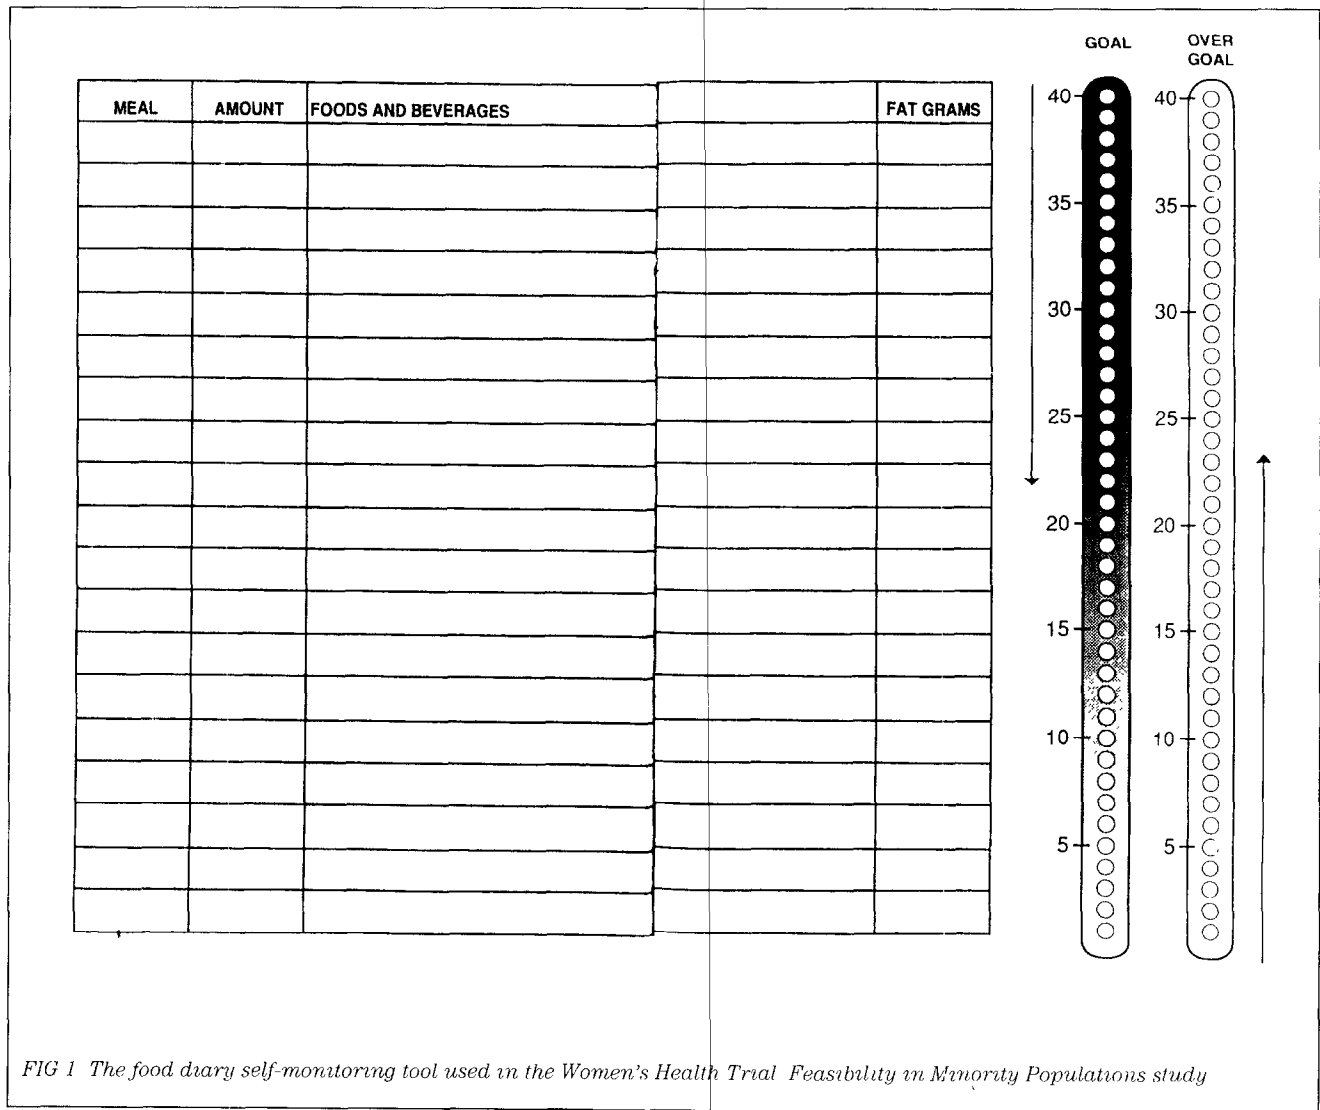 GOAL
OVER
GOAL
MEAL AMOUNT FOODS AND BEVERAGES FAT GRAMS
40 40
35 35
30 30
25 25
20 20
15 15
10 10
5 5
FIG 1 The food diary self-monitoring tool used in the Women's Health Trial Feasibility in Minority Populations study